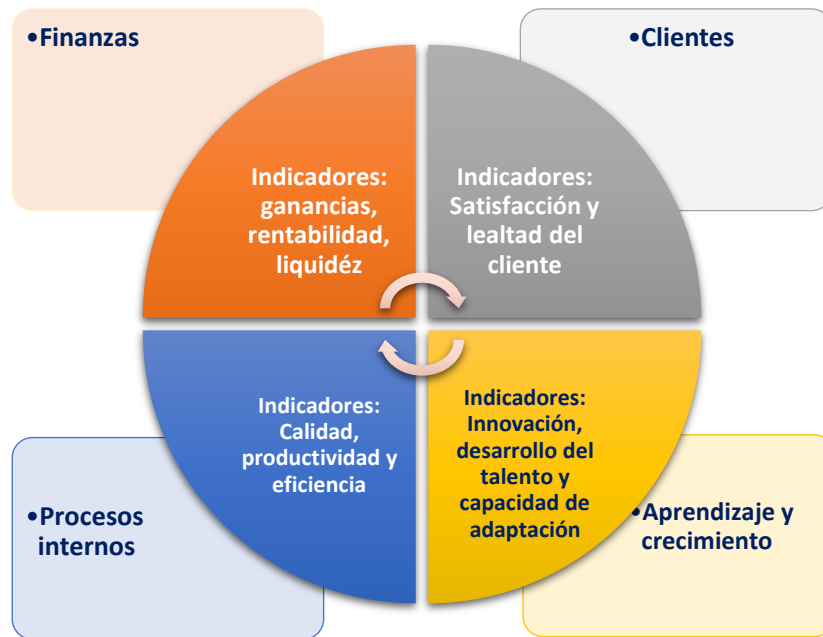 •Finanzas
•Clientes
Indicadores:
ganancias,
rentabilidad,
liquidéz
Indicadores:
Satisfacción y
lealtad del
cliente
Indicadores:
Calidad,
productividad y
eficiencia
Indicadores:
Innovación,
desarrollo del
talento y
capacidad de
adaptación
•Procesos
internos
•Aprendizaje y
crecimiento